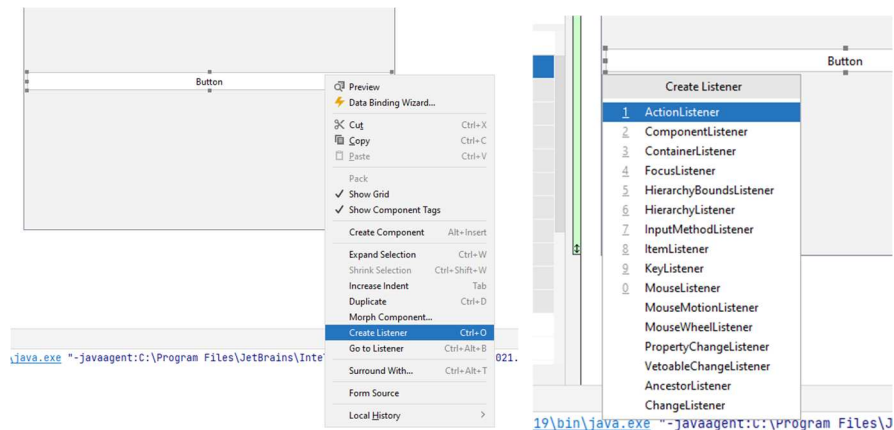 Button
Preview
Data Binding Wizard...
Cut Ctrl+X
Copy Ctrl+C
Paste Ctrl+V
Pack
Show Grid
Show Component Tags
Create Component Alt+Insert
Expand Selection Ctrl+W
Shrink Selection Ctrl+Shift+W
Increase Indent Tab
Duplicate Ctrl+D
Morph Component...
Create Listener Ctrl+O
Go to Listener Ctrl+Alt+B
Surround With... Ctrl+Alt+T
Form Source
Local History
\java.exe "-javaagent:C:\Program Files\JetBrains\Inte 021.
Button
Create Listener
1 ActionListener
2 ComponentListener
3 ContainerListener
4 FocusListener
5 HierarchyBoundsListener
6 HierarchyListener
7 InputMethodListener
8 ItemListener
9 KeyListener
0 MouseListener
MouseMotionListener
MouseWheelListener
PropertyChangeListener
VetoableChangeListener
AncestorListener
ChangeListener
19\bin\java.exe "-javaagent:C:\Program Files\J